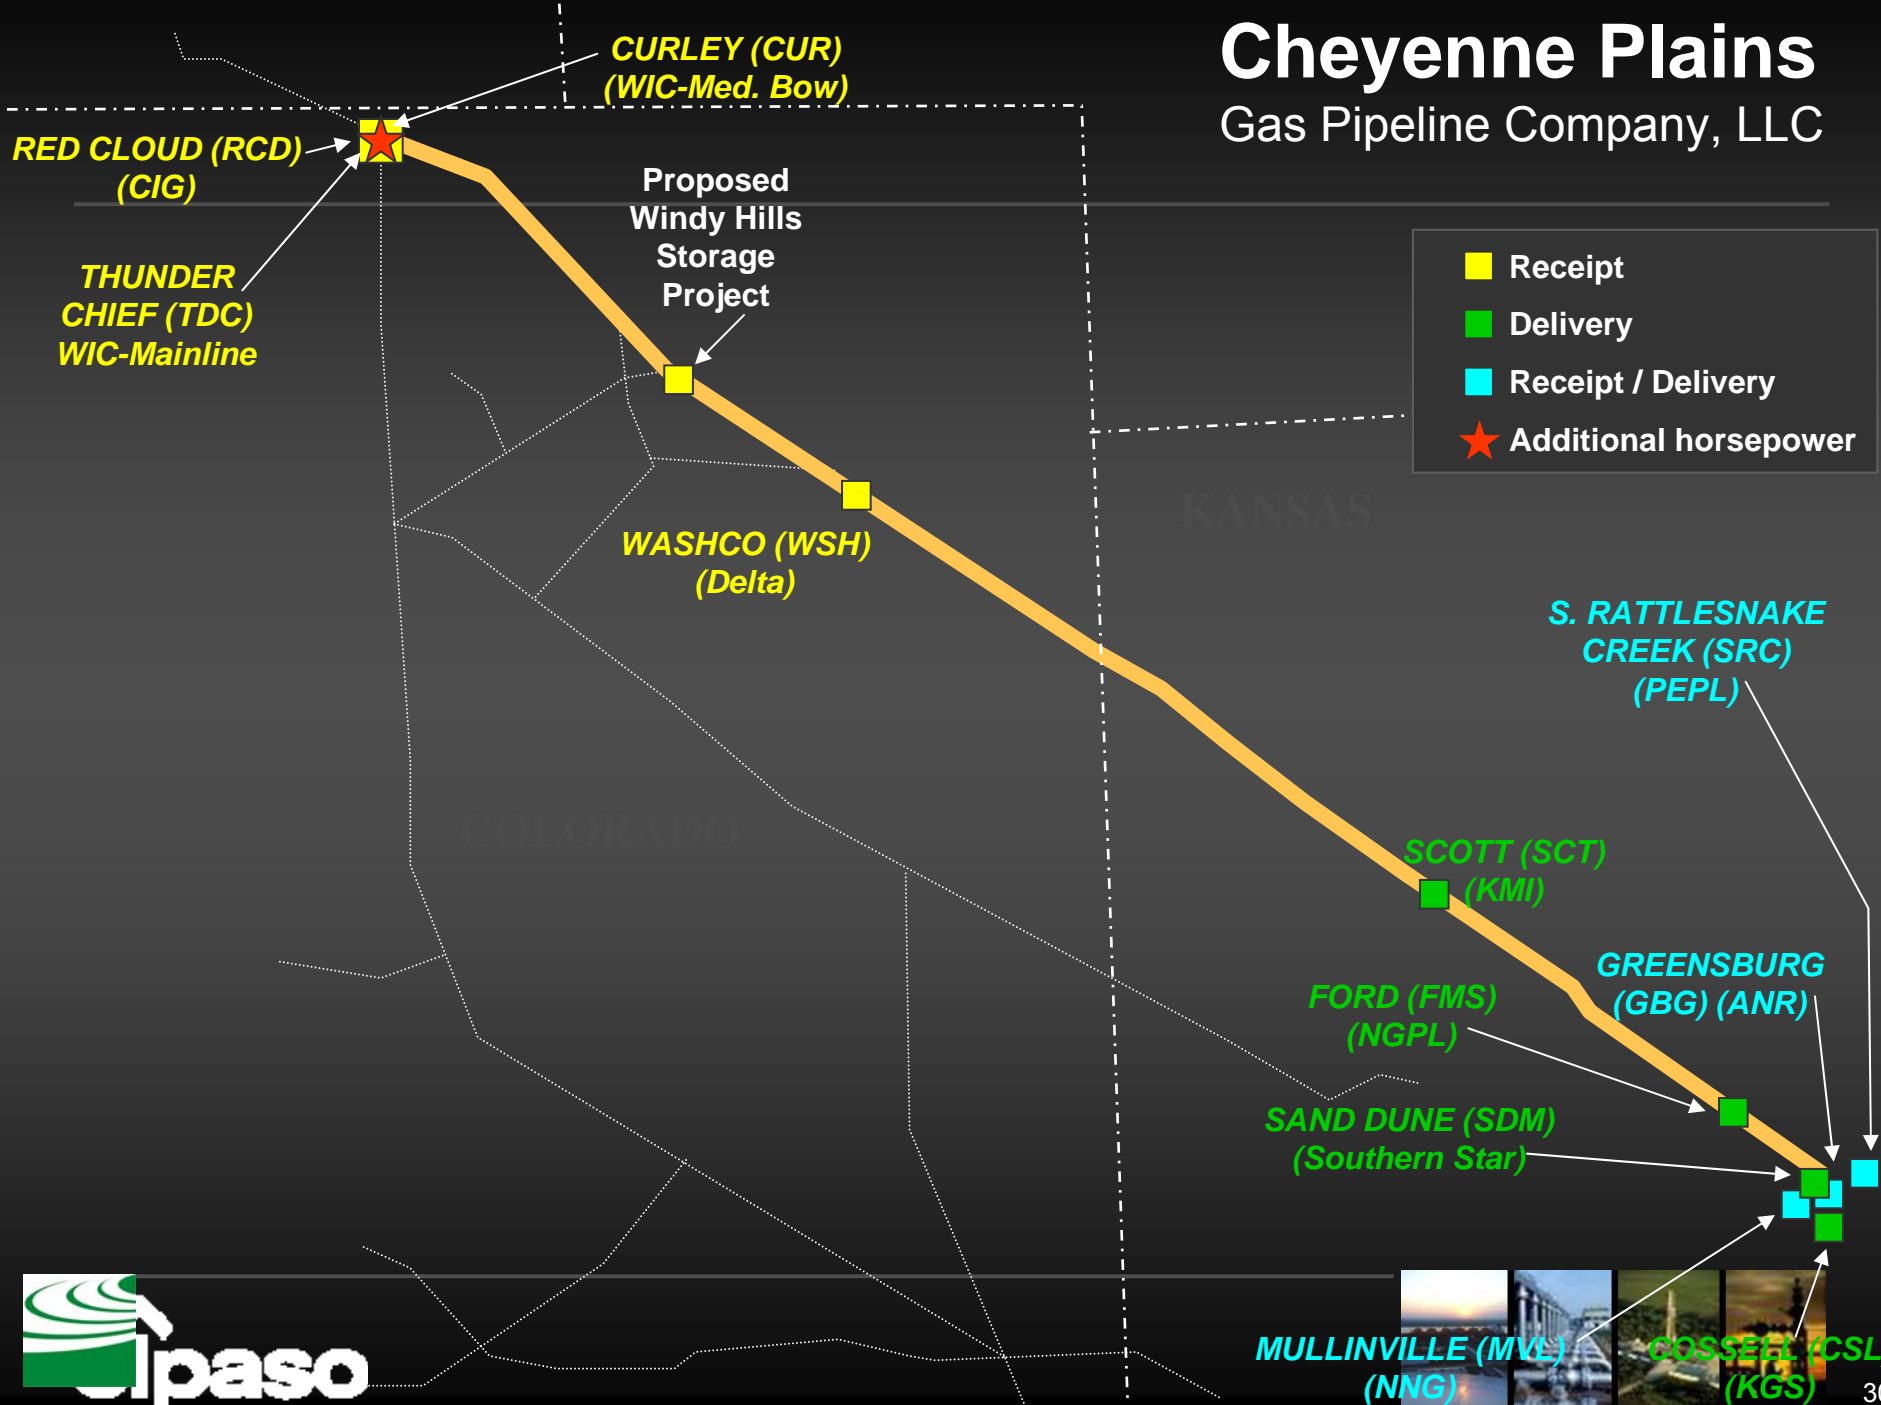 Cheyenne Plains
Gas Pipeline Company, LLC
CURLEY (CUR)
(WIC-Med. Bow)
RED CLOUD (RCD)
(CIG)
Proposed
Windy Hills
Storage
Project
THUNDER
CHIEF (TDC)
WIC-Mainline
Receipt
Delivery
Receipt / Delivery
Additional horsepower
KANSAS
WASHCO (WSH)
(Delta)
S. RATTLESNAKE
CREEK (SRC)
(PEPL)
COLORADO
SCOTT (SCT)
(KMI)
GREENSBURG
(GBG) (ANR)
FORD (FMS)
(NGPL)
SAND DUNE (SDM)
(Southern Star)
MULLINVILLE (MVL)
(NNG)
COSSELL (CSL
(KGS)
paso